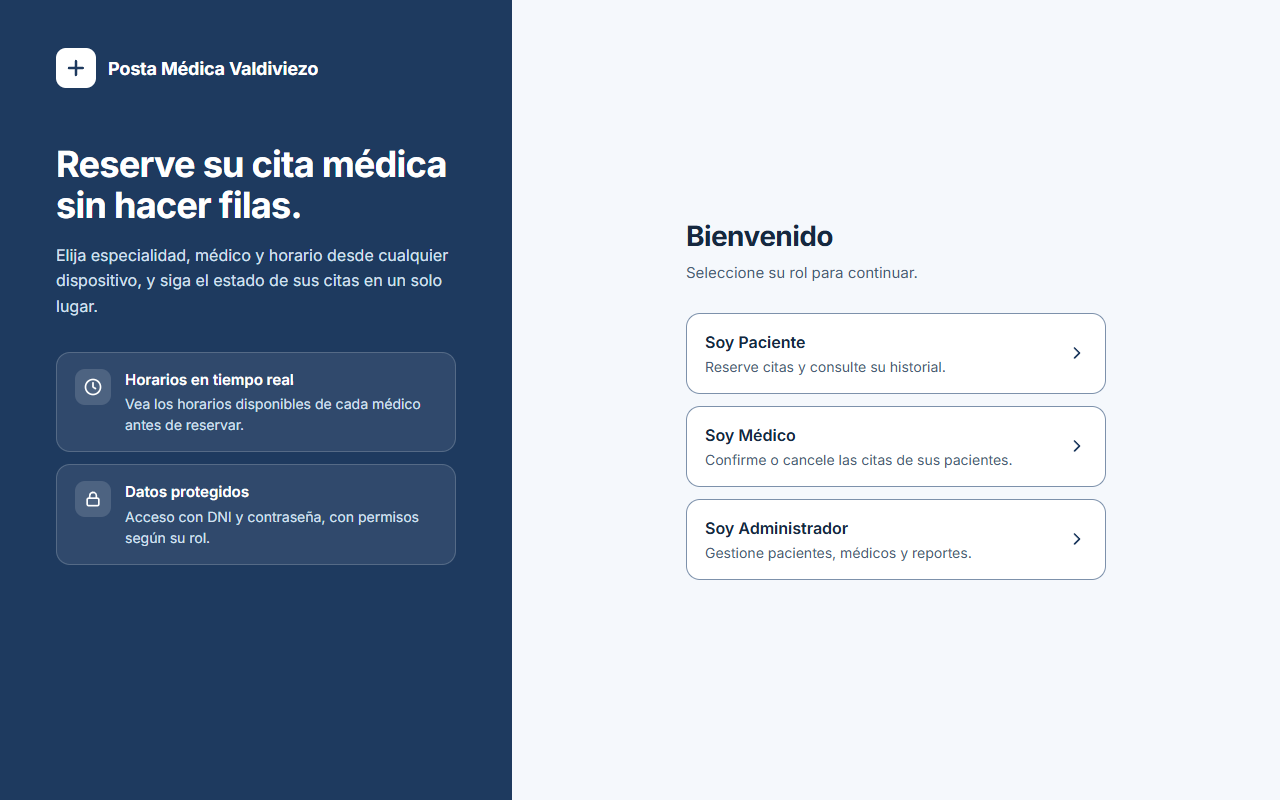 Posta Médica Valdiviezo
Reserve su cita médica
sin hacer filas.
Elija especialidad, médico y horario desde cualquier
dispositivo, y siga el estado de sus citas en un solo
lugar.
Horarios en tiempo real
Vea los horarios disponibles de cada médico
antes de reservar.
Datos protegidos
Acceso con DNI y contraseña, con permisos
según su rol.
Bienvenido
Seleccione su rol para continuar.
Soy Paciente
Reserve citas y consulte su historial.
Soy Médico
Confirme o cancele las citas de sus pacientes.
Soy Administrador
Gestione pacientes, médicos y reportes.